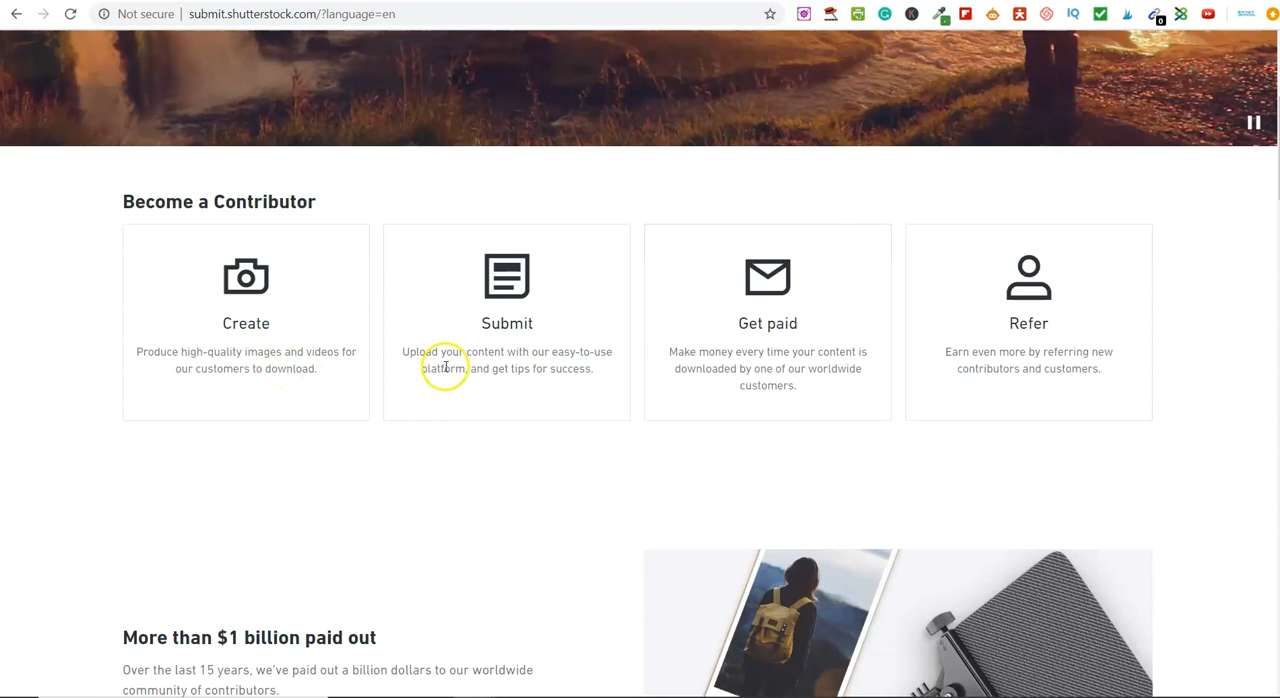 Not secure | submit.shutterstock.com/?language=en
Become a Contributor
Create
Produce high-quality images and videos for
our customers to download.
Submit
Upload your content with our easy-to-use
platform, and get tips for success.
Get paid
Make money every time your content is
downloaded by one of our worldwide
customers.
Refer
Earn even more by referring new
contributors and customers.
More than $1 billion paid out
Over the last 15 years, we've paid out a billion dollars to our worldwide
community of contributors.